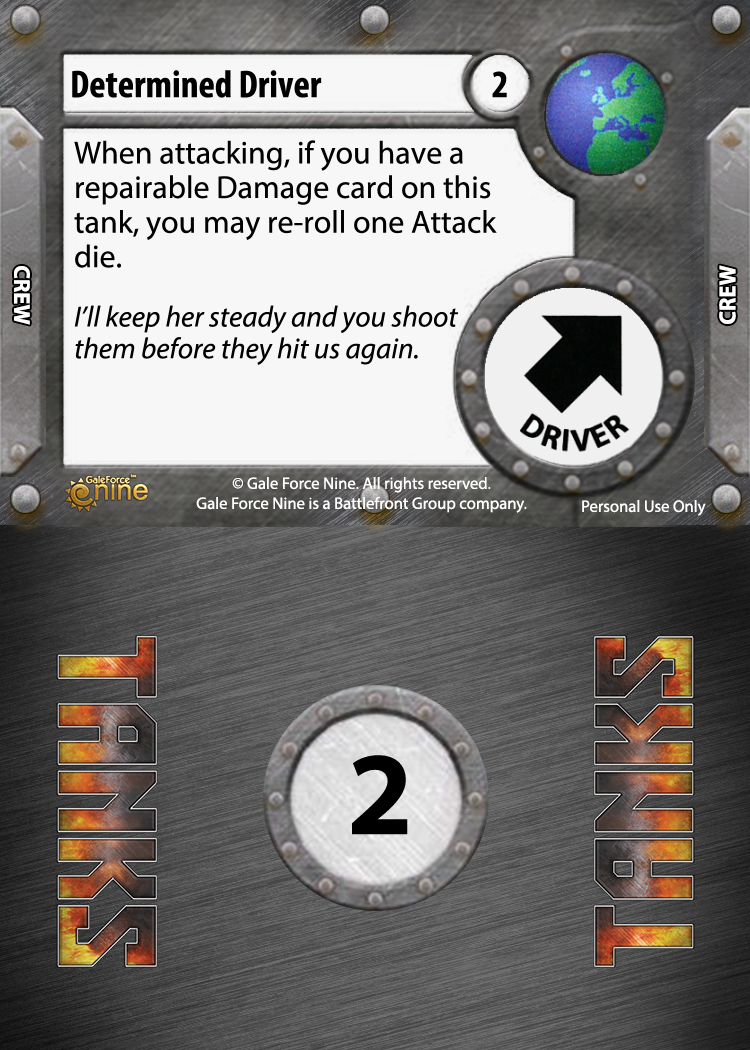 Determined Driver
2
When attacking, if you have a
repairable Damage card on this
tank, you may re-roll one Attack
die.
I'll keep her steady and you shoot
them before they hit us again.
CREW
CREW
DRIVER
GaleForce™
nine
© Gale Force Nine. All rights reserved.
Gale Force Nine is a Battlefront Group company.
Personal Use Only
TANKS
2
TANKS